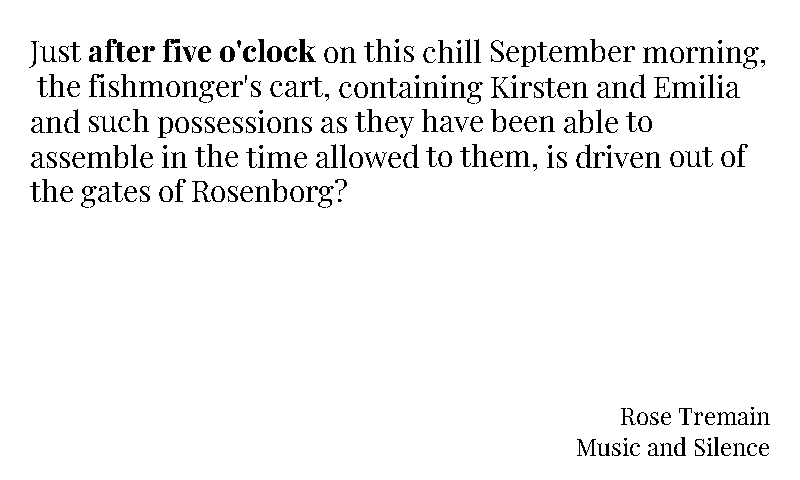 Just after five o'clock on this chill September morning,
the fishmonger's cart, containing Kirsten and Emilia
and such possessions as they have been able to
assemble in the time allowed to them, is driven out of
the gates of Rosenborg?
Rose Tremain
Music and Silence